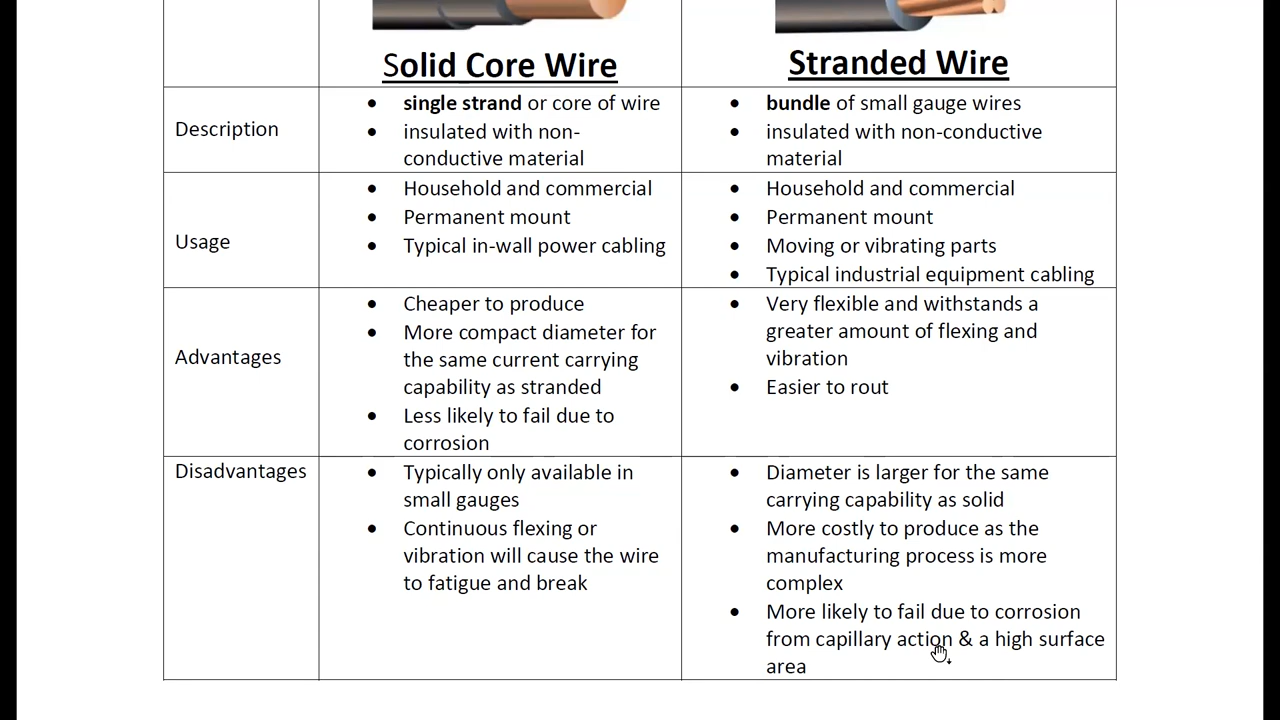 Solid Core Wire
Stranded Wire
Description
• single strand or core of wire
• insulated with non-
conductive material
• bundle of small gauge wires
• insulated with non-conductive
material
Usage
• Household and commercial
• Permanent mount
• Typical in-wall power cabling
• Household and commercial
• Permanent mount
• Moving or vibrating parts
• Typical industrial equipment cabling
Advantages
• Cheaper to produce
• More compact diameter for
the same current carrying
capability as stranded
• Less likely to fail due to
corrosion
• Very flexible and withstands a
greater amount of flexing and
vibration
• Easier to rout
Disadvantages
• Typically only available in
small gauges
• Continuous flexing or
vibration will cause the wire
to fatigue and break
• Diameter is larger for the same
carrying capability as solid
• More costly to produce as the
manufacturing process is more
complex
• More likely to fail due to corrosion
from capillary action & a high surface
area